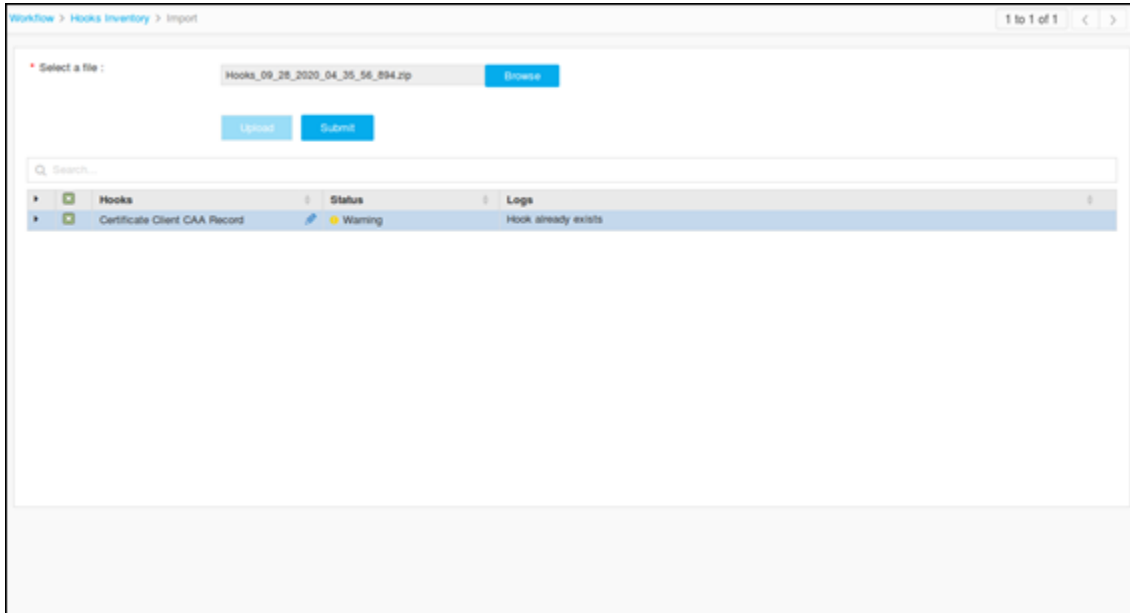 Workflow > Hooks Inventory > Import
1 to 1 of 1 < >
* Select a file :
Hooks_09_28_2020_04_35_56_894.zip
Browse
Upload Submit
Search...
Hooks Status Logs
Certificate Client CAA Record Warning Hook already exists